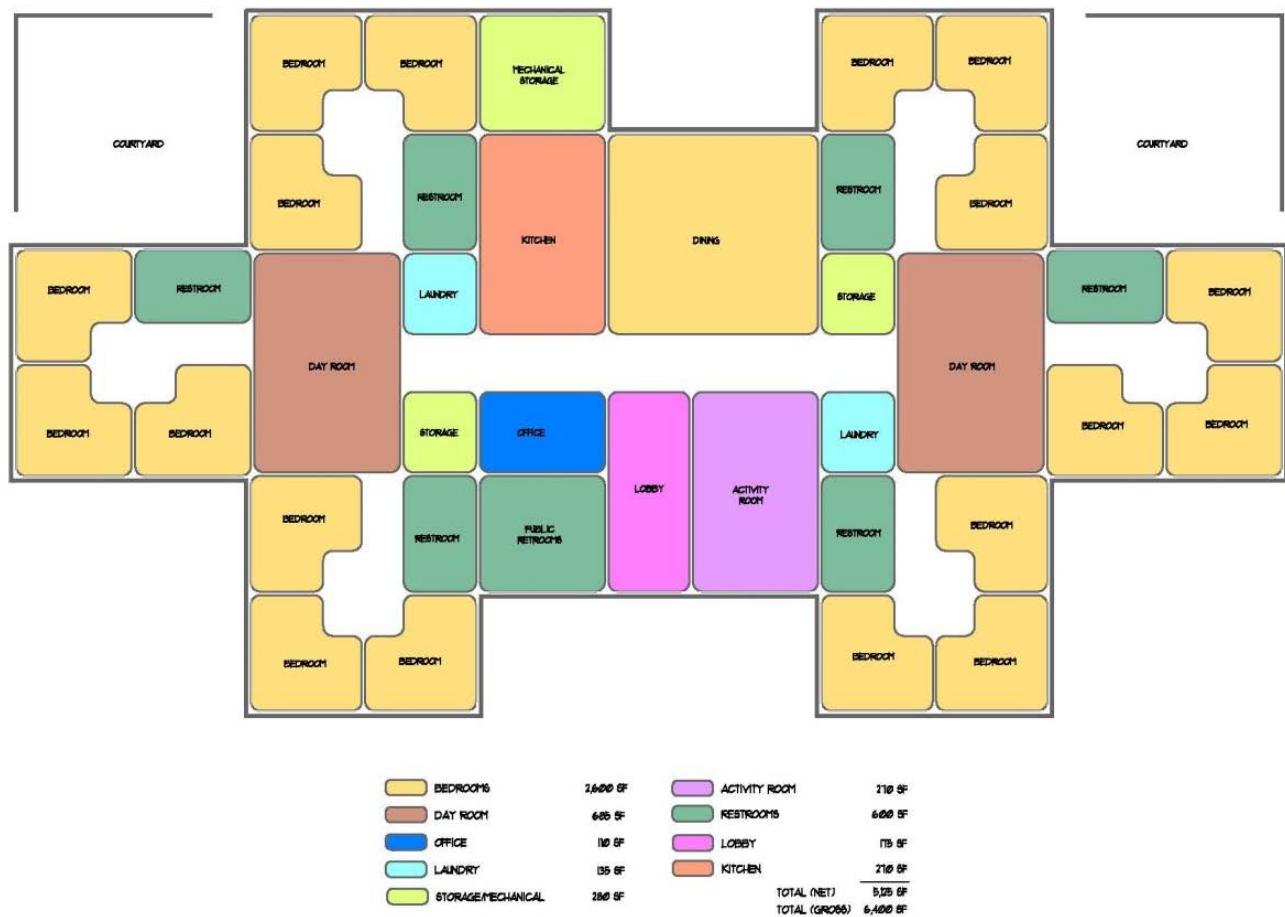 BEDROOM
BEDROOM
MECHANICAL
STORAGE
BEDROOM
BEDROOM
COURTYARD
COURTYARD
BEDROOM
RESTROOM
KITCHEN
DINING
RESTROOM
BEDROOM
BEDROOM
RESTROOM
DAY ROOM
LAUNDRY
STORAGE
DAY ROOM
RESTROOM
BEDROOM
BEDROOM
BEDROOM
STORAGE
OFFICE
LOBBY
ACTIVITY
ROOM
LAUNDRY
BEDROOM
BEDROOM
BEDROOM
RESTROOM
PUBLIC
RETROOMS
RESTROOM
BEDROOM
BEDROOM
BEDROOM
BEDROOM
BEDROOM
BEDROOMS 2,600 SF
DAY ROOM 685 SF
OFFICE 110 SF
LAUNDRY 135 SF
STORAGE/MECHANICAL 280 SF
ACTIVITY ROOM 270 SF
RESTROOMS 600 SF
LOBBY 175 SF
KITCHEN 270 SF
TOTAL (NET) 5,125 SF
TOTAL (GROSS) 6,400 SF